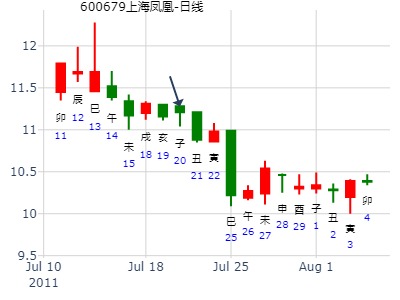 600679上海凤凰-日线
12
11.5
11
10.5
10
9.5
卯
11
辰
12
巳
13
午
14
未
15
戌
18
亥
19
子
20
丑
21
寅
22
巳
25
午
26
未
27
申
28
酉
29
子
1
丑
2
寅
3
卯
4
Jul 10
2011
Jul 18
Jul 25
Aug 1